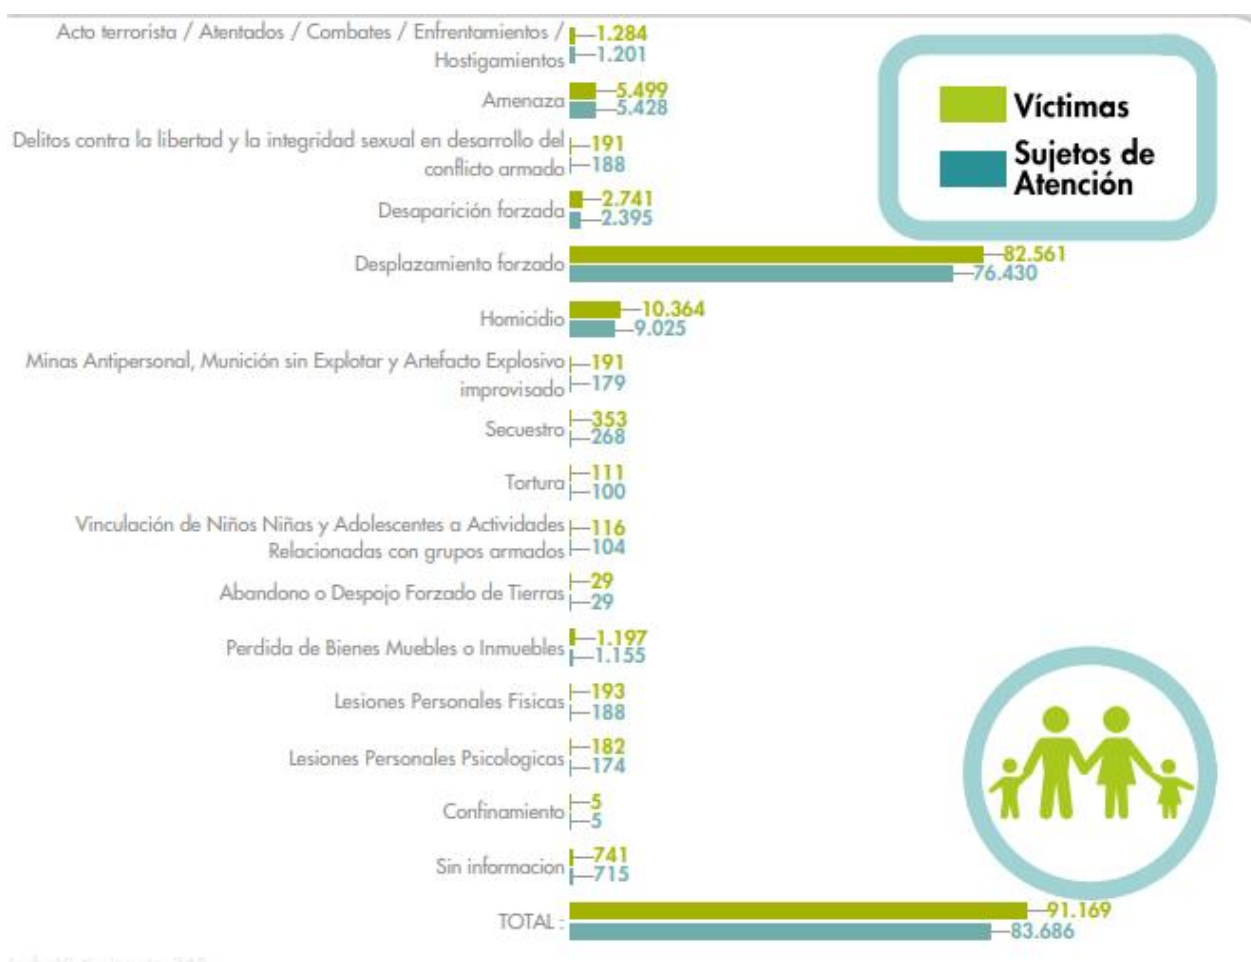 Acto terrorista / Atentados / Combates / Enfrentamientos /
Hostigamientos
1.284
1.201
Amenaza
5.499
5.428
Delitos contra la libertad y la integridad sexual en desarrollo del
conflicto armado
191
188
Desaparición forzada
2.741
2.395
Desplazamiento forzado
82.561
76.430
Homicidio
10.364
9.025
Minas Antipersonal, Munición sin Explotar y Artefacto Explosivo
improvisado
191
179
Secuestro
353
268
Tortura
111
100
Vinculación de Niños Niñas y Adolescentes a Actividades
Relacionadas con grupos armados
116
104
Abandono o Despojo Forzado de Tierras
29
29
Perdida de Bienes Muebles o Inmuebles
1.197
1.155
Lesiones Personales Fisicas
193
188
Lesiones Personales Psicologicas
182
174
Confinamiento
5
5
Sin informacion
741
715
TOTAL :
91.169
83.686
Víctimas
Sujetos de
Atención